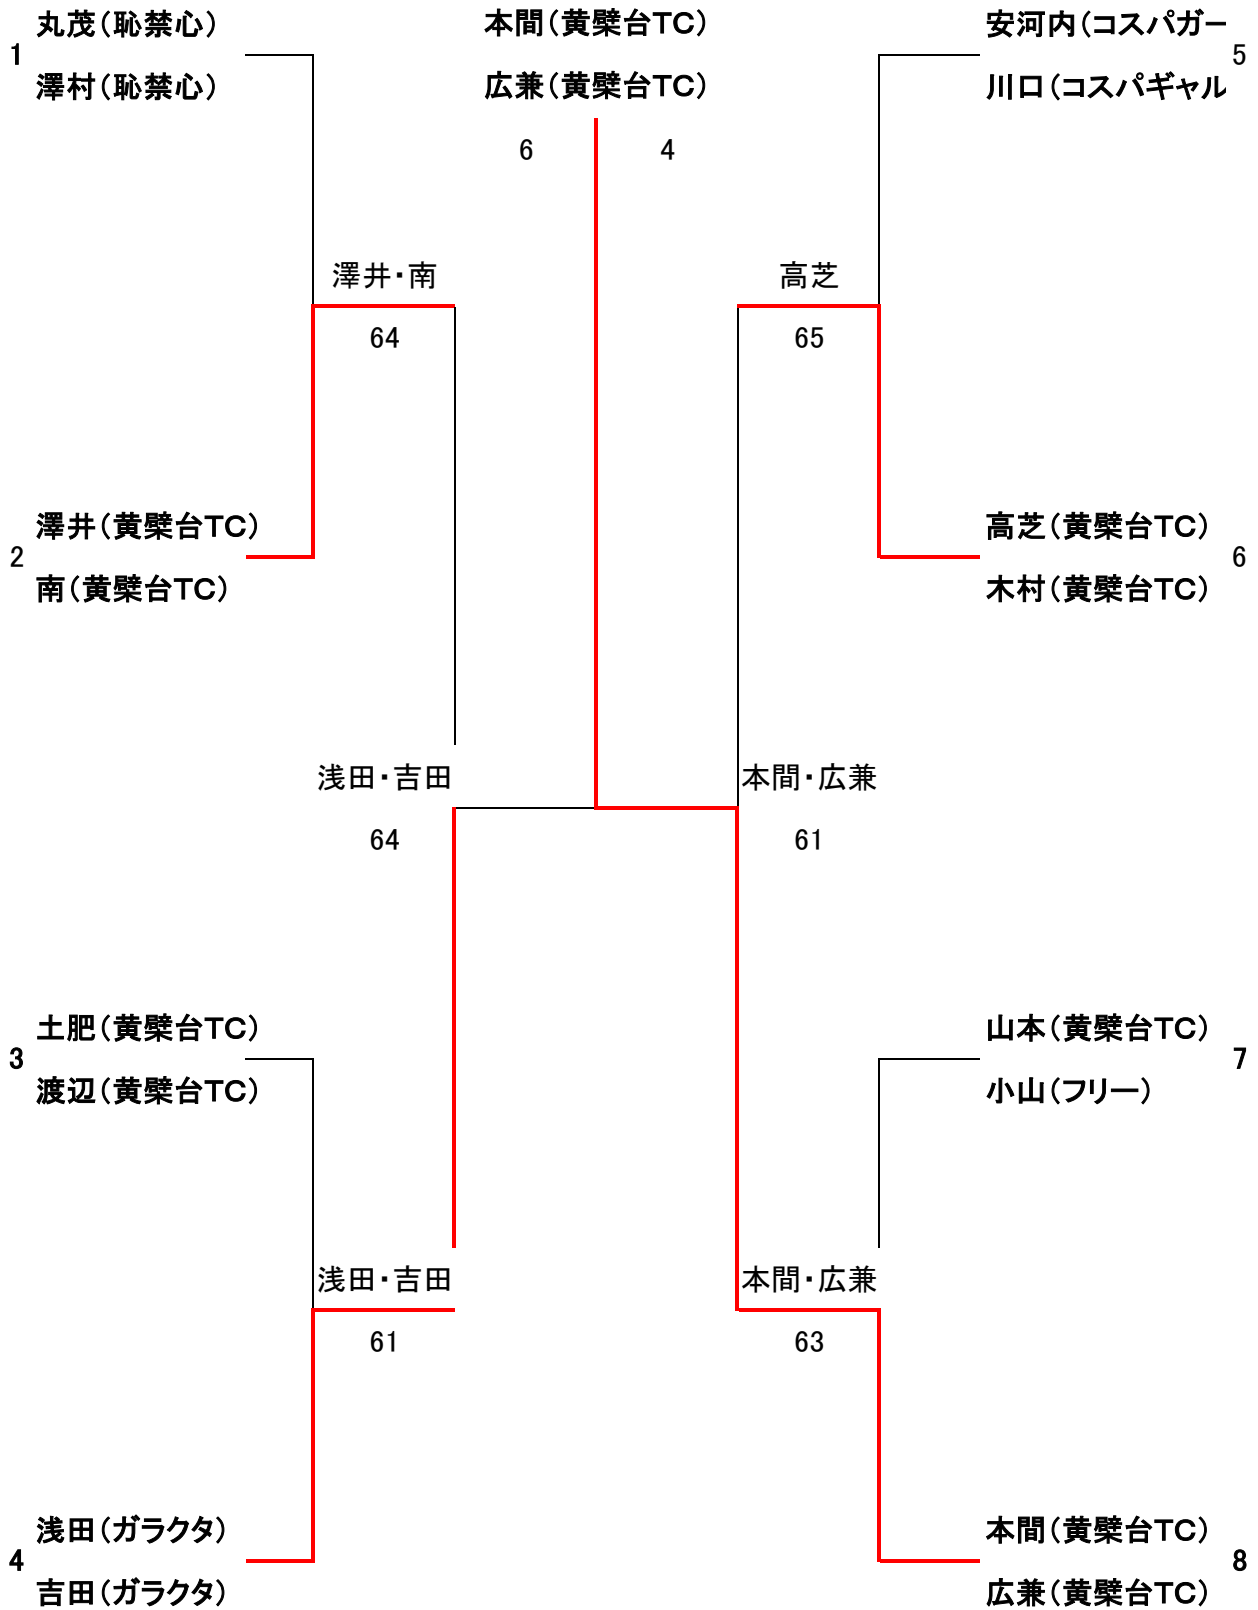 丸茂（恥禁心）
1
澤村（恥禁心）
本間（黄檗台TC）
広兼（黄檗台TC）
6 4
安河内（コスパガー
5
川口（コスパギャル
澤井・南
64
高芝
65
澤井（黄檗台TC）
2
南（黄檗台TC）
高芝（黄檗台TC）
6
木村（黄檗台TC）
浅田・吉田
64
本間・広兼
61
土肥（黄檗台TC）
3
渡辺（黄檗台TC）
山本（黄檗台TC）
7
小山（フリー）
浅田・吉田
61
本間・広兼
63
浅田（ガラクタ）
4
吉田（ガラクタ）
本間（黄檗台TC）
8
広兼（黄檗台TC）